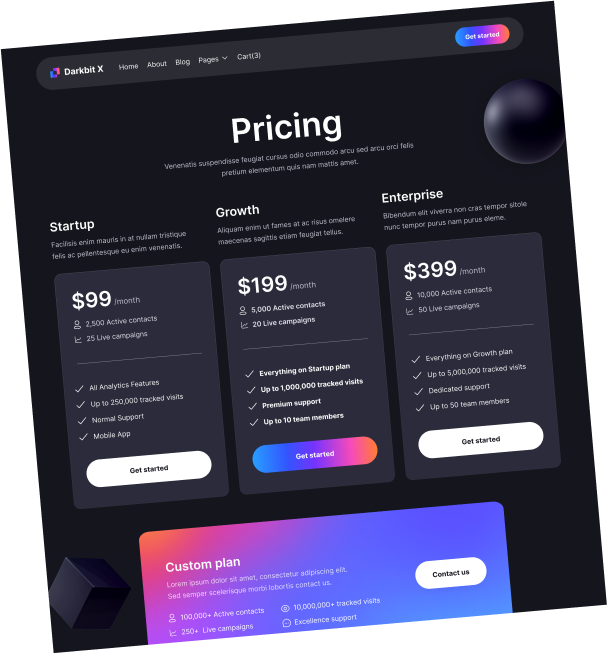 Darkbit X
Home About Blog Pages Cart(3)
Get started
Pricing
Venenatis suspendisse feugiat cursus odio commodo arcu sed arcu orci felis
pretium elementum quis nam mattis amet.
Startup
Facilisis enim mauris in at nullam tristique
felis ac pellentesque eu enim venenatis.
$99 /month
2,500 Active contacts
25 Live campaigns
All Analytics Features
Up to 250,000 tracked visits
Normal Support
Mobile App
Get started
Growth
Aliquam enim ut fames at ac risus omelere
maecenas sagittis etiam feugiat tellus.
$199 /month
5,000 Active contacts
20 Live campaigns
Everything on Startup plan
Up to 1,000,000 tracked visits
Premium support
Up to 10 team members
Get started
Enterprise
Bibendum elit viverra non cras tempor sitole
nunc tempor purus nam purus eleme.
$399 /month
10,000 Active contacts
50 Live campaigns
Everything on Growth plan
Up to 5,000,000 tracked visits
Dedicated support
Up to 50 team members
Get started
Custom plan
Lorem ipsum dolor sit amet, consectetur adipiscing elit.
Sed semper scelerisque morbi lobortis contact us.
100,000+ Active contacts
10,000,000+ tracked visits
250+ Live campaigns
Excellence support
Contact us